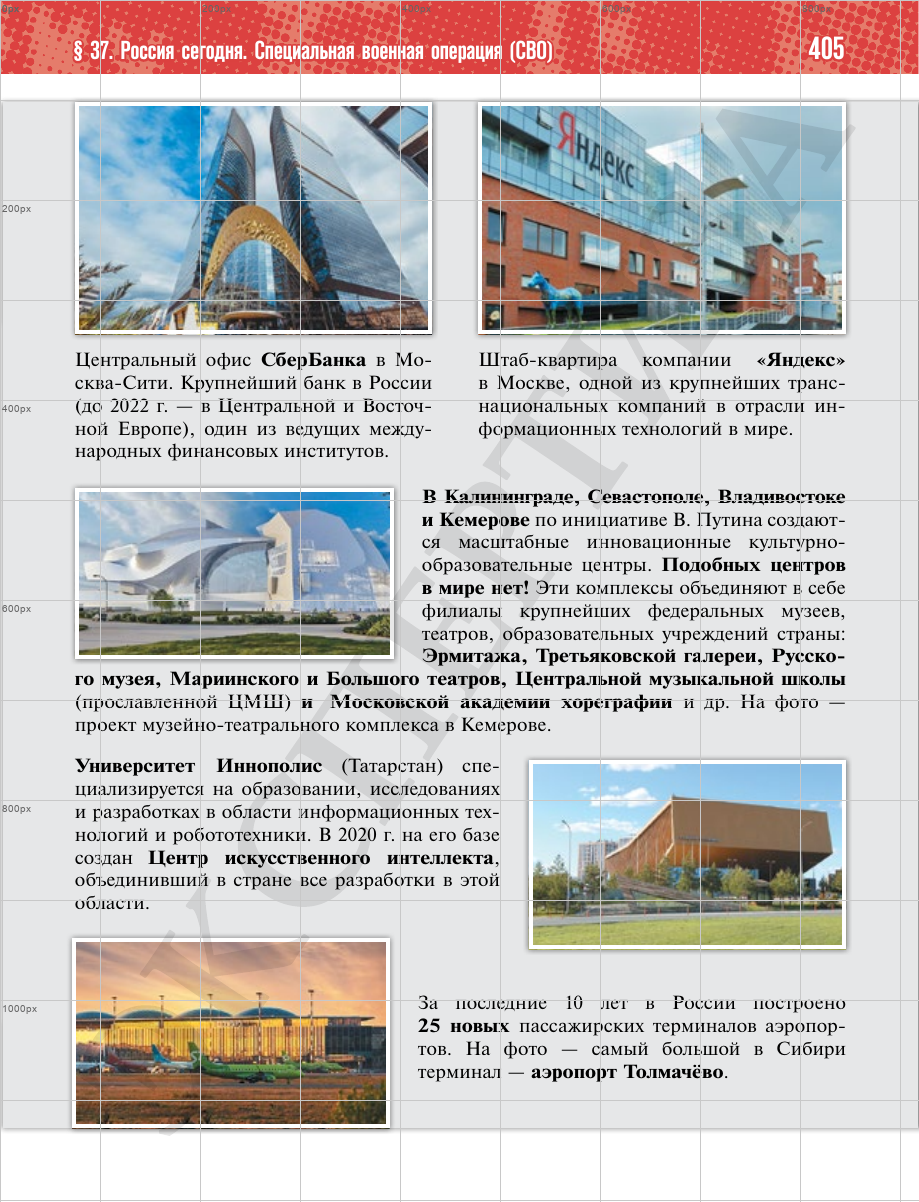 § 37. Россия сегодня. Специальная военная операция (СВО)
405
Яндекс
200px
Центральный офис СберБанка в Мо-
сква-Сити. Крупнейший банк в России
(до 2022 г. — в Центральной и Восточ-
ной Европе), один из ведущих между-
народных финансовых институтов.
Штаб-квартира компании «Яндекс»
в Москве, одной из крупнейших транс-
национальных компаний в отрасли ин-
формационных технологий в мире.
400px
В Калининграде, Севастополе, Владивостоке
и Кемерове по инициативе В. Путина создают-
ся масштабные инновационные культурно-
образовательные центры. Подобных центров
в мире нет! Эти комплексы объединяют в себе
филиалы крупнейших федеральных музеев,
театров, образовательных учреждений страны:
Эрмитажа, Третьяковской галереи, Русско-
го музея, Мариинского и Большого театров, Центральной музыкальной школы
(прославленной ЦМШ) и Московской академии хореграфии и др. На фото —
проект музейно-театрального комплекса в Кемерове.
600px
Университет Иннополис (Татарстан) спе-
циализируется на образовании, исследованиях
и разработках в области информационных тех-
нологий и робототехники. В 2020 г. на его базе
создан Центр искусственного интеллекта,
объединивший в стране все разработки в этой
области.
800px
За последние 10 лет в России построено
25 новых пассажирских терминалов аэропор-
тов. На фото — самый большой в Сибири
терминал — аэропорт Толмачёво.
1000px
ЭКСПЕРТИЗА